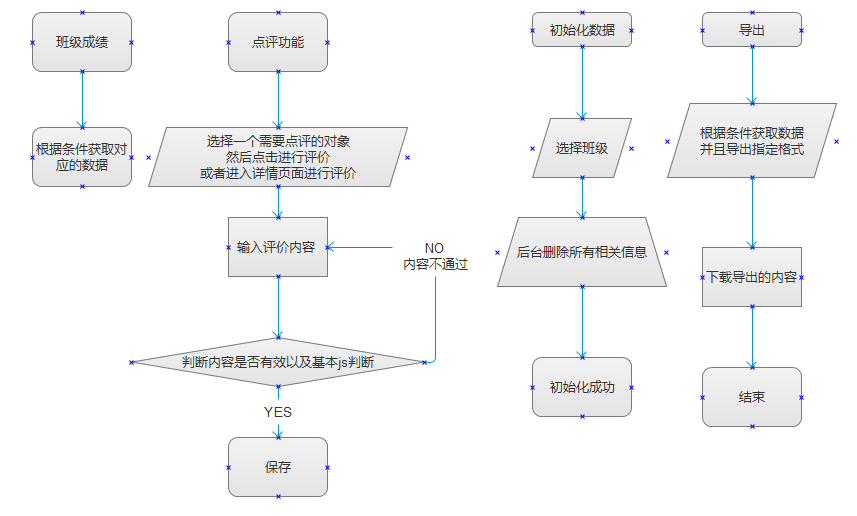 班级成绩
根据条件获取对
应的数据
点评功能
选择一个需要点评的对象
然后点击进行评价
或者进入详情页面进行评价
输入评价内容
NO
内容不通过
判断内容是否有效以及基本js判断
YES
保存
初始化数据
选择班级
后台删除所有相关信息
初始化成功
导出
根据条件获取数据
并且导出指定格式
下载导出的内容
结束